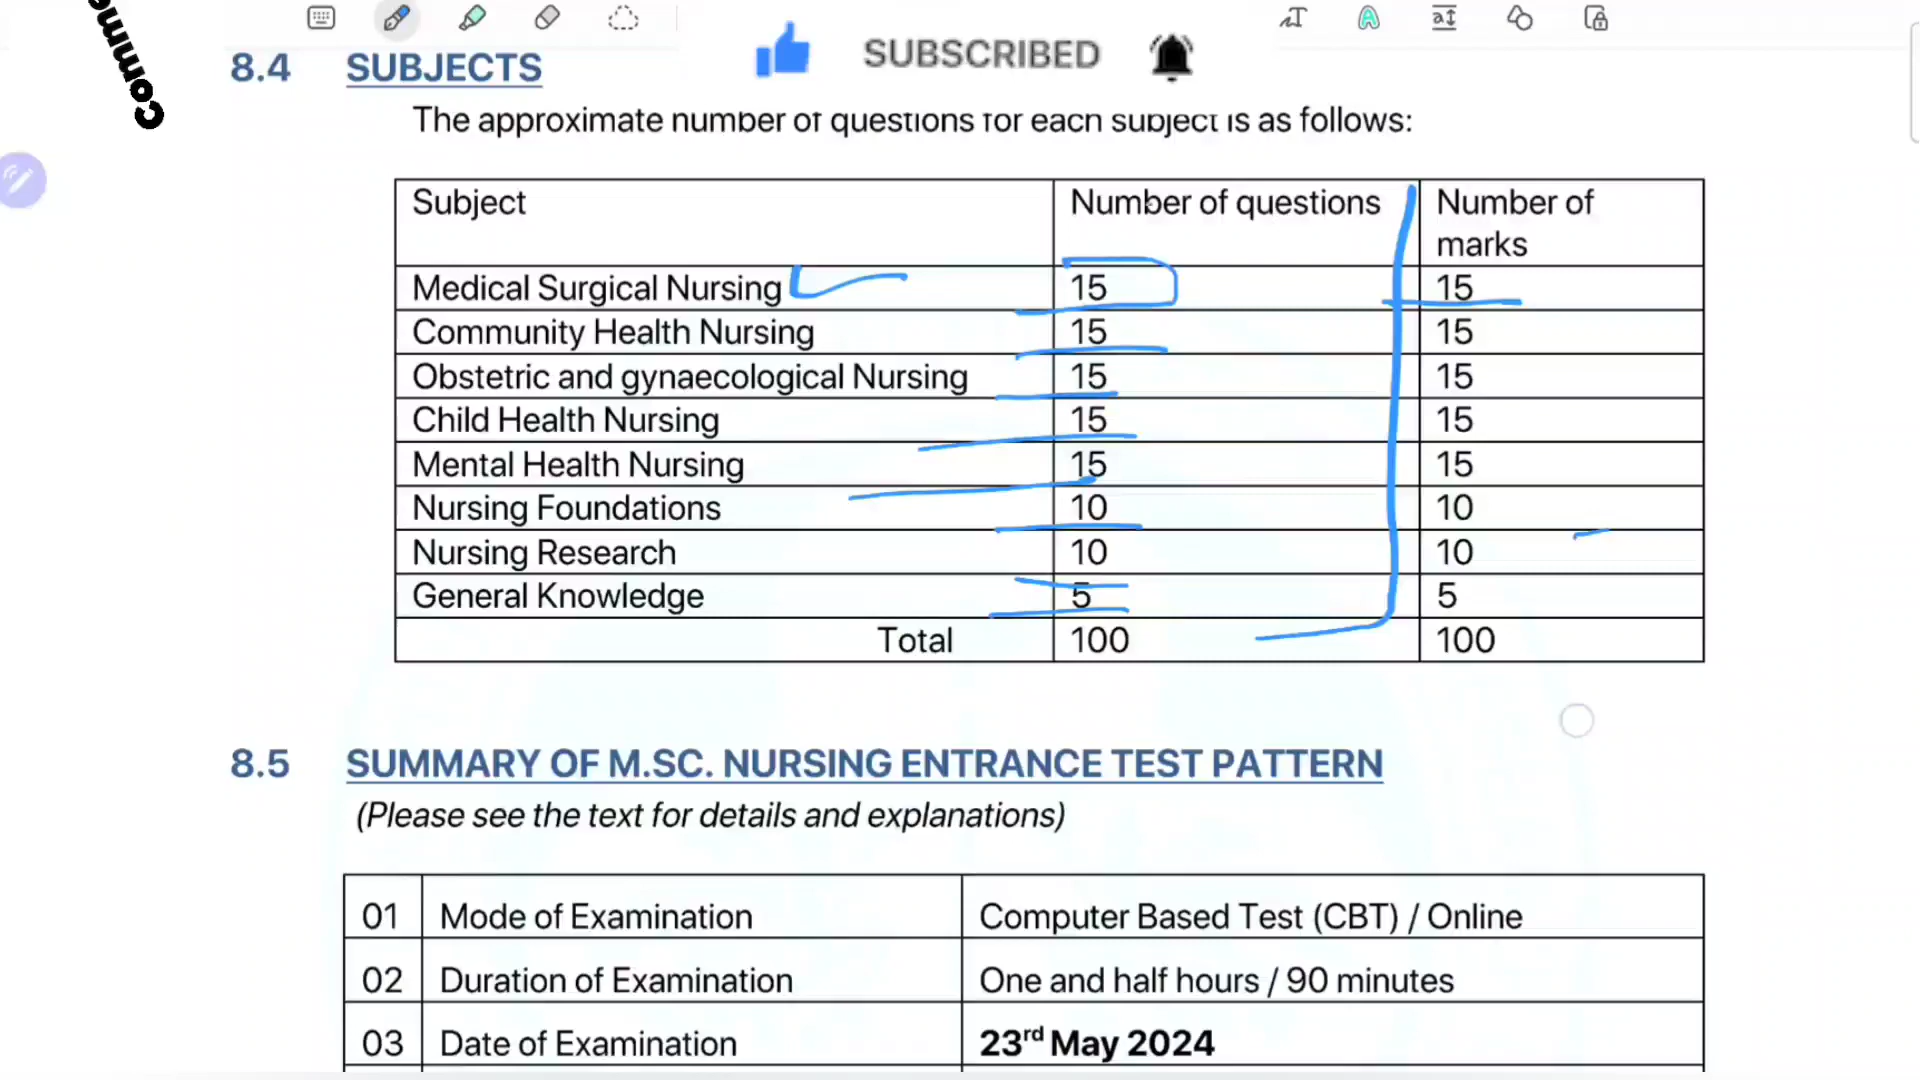 Comme
SUBSCRIBED
8.4 SUBJECTS
The approximate number of questions for each subject is as follows:
Subject Number of questions Number of marks
Medical Surgical Nursing 15 15
Community Health Nursing 15 15
Obstetric and gynaecological Nursing 15 15
Child Health Nursing 15 15
Mental Health Nursing 15 15
Nursing Foundations 10 10
Nursing Research 10 10
General Knowledge 5 5
Total 100 100
8.5 SUMMARY OF M.SC. NURSING ENTRANCE TEST PATTERN
(Please see the text for details and explanations)
01 Mode of Examination Computer Based Test (CBT) / Online
02 Duration of Examination One and half hours / 90 minutes
03 Date of Examination 23rd May 2024